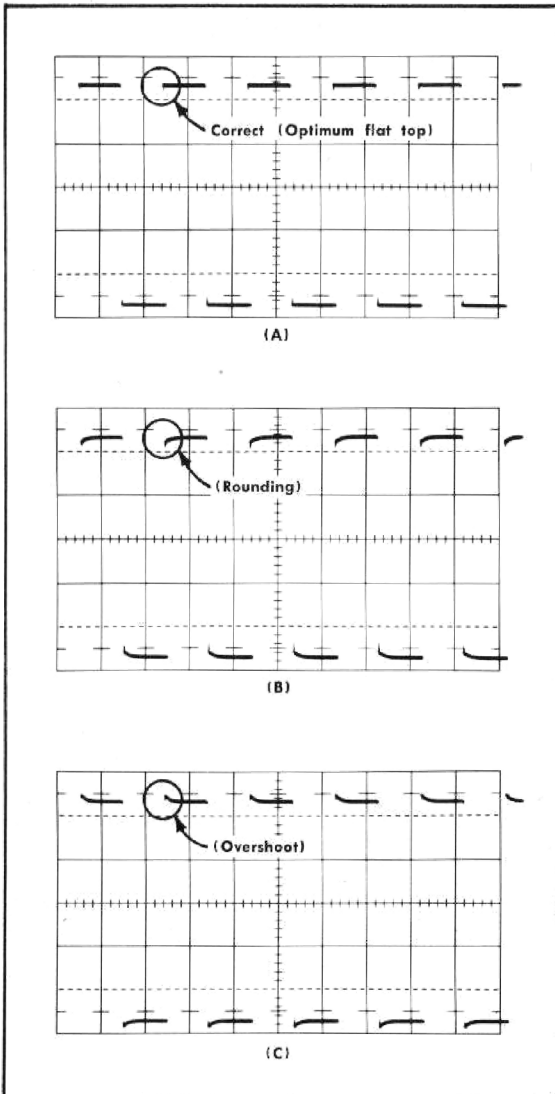 Correct (Optimum flat top)
(A)
(Rounding)
(B)
(Overshoot)
(C)